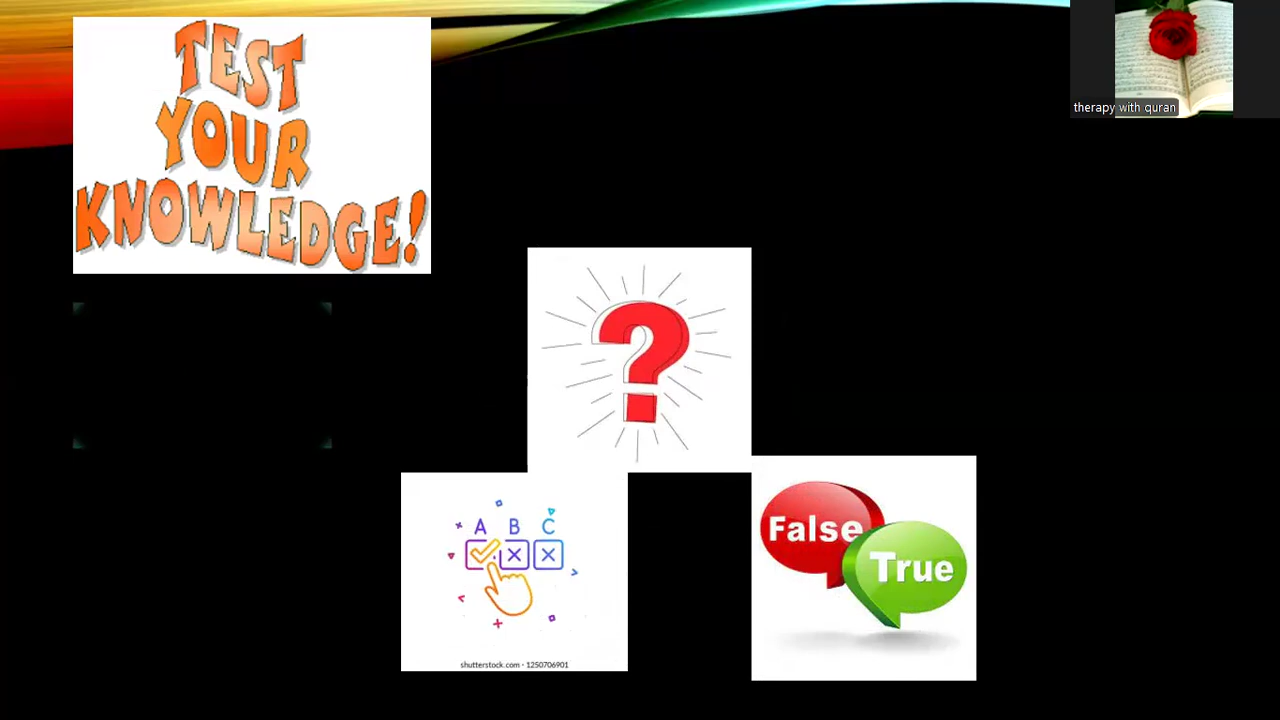 TEST
YOUR
KNOWLEDGE!
therapy with quran
?
A B C
shutterstock.com · 1250706901
False
True